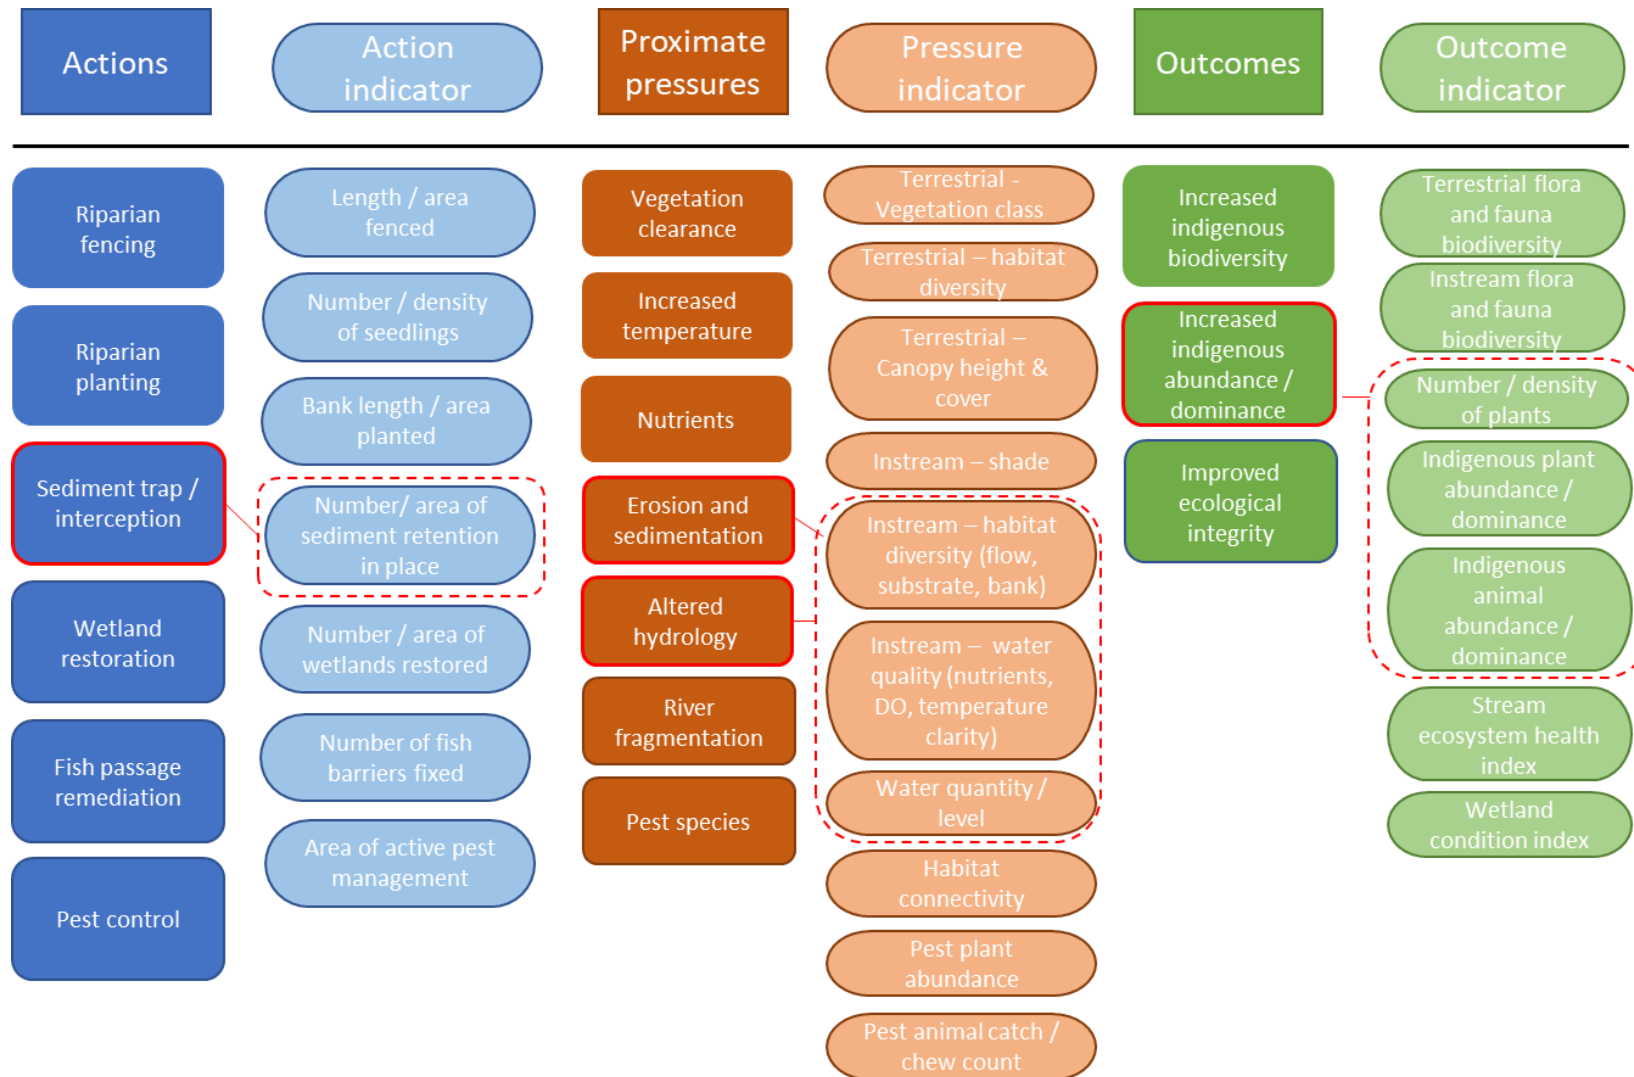 Actions
Action
indicator
Proximate
pressures
Pressure
indicator
Outcomes
Outcome
indicator
Riparian
fencing
Riparian
planting
Sediment trap /
interception
Wetland
restoration
Fish passage
remediation
Pest control
Length / area
fenced
Number / density
of seedlings
Bank length / area
planted
Number/ area of
sediment retention
in place
Number / area of
wetlands restored
Number of fish
barriers fixed
Area of active pest
management
Vegetation
clearance
Increased
temperature
Nutrients
Erosion and
sedimentation
Altered
hydrology
River
fragmentation
Pest species
Terrestrial -
Vegetation class
Terrestrial – habitat
diversity
Terrestrial –
Canopy height &
cover
Instream – shade
Instream – habitat
diversity (flow,
substrate, bank)
Instream – water
quality (nutrients,
DO, temperature
clarity)
Water quantity /
level
Habitat
connectivity
Pest plant
abundance
Pest animal catch /
chew count
Increased
indigenous
biodiversity
Increased
indigenous
abundance /
dominance
Improved
ecological
integrity
Terrestrial flora
and fauna
biodiversity
Instream flora
and fauna
biodiversity
Number / density
of plants
Indigenous plant
abundance /
dominance
Indigenous
animal
abundance /
dominance
Stream
ecosystem health
index
Wetland
condition index